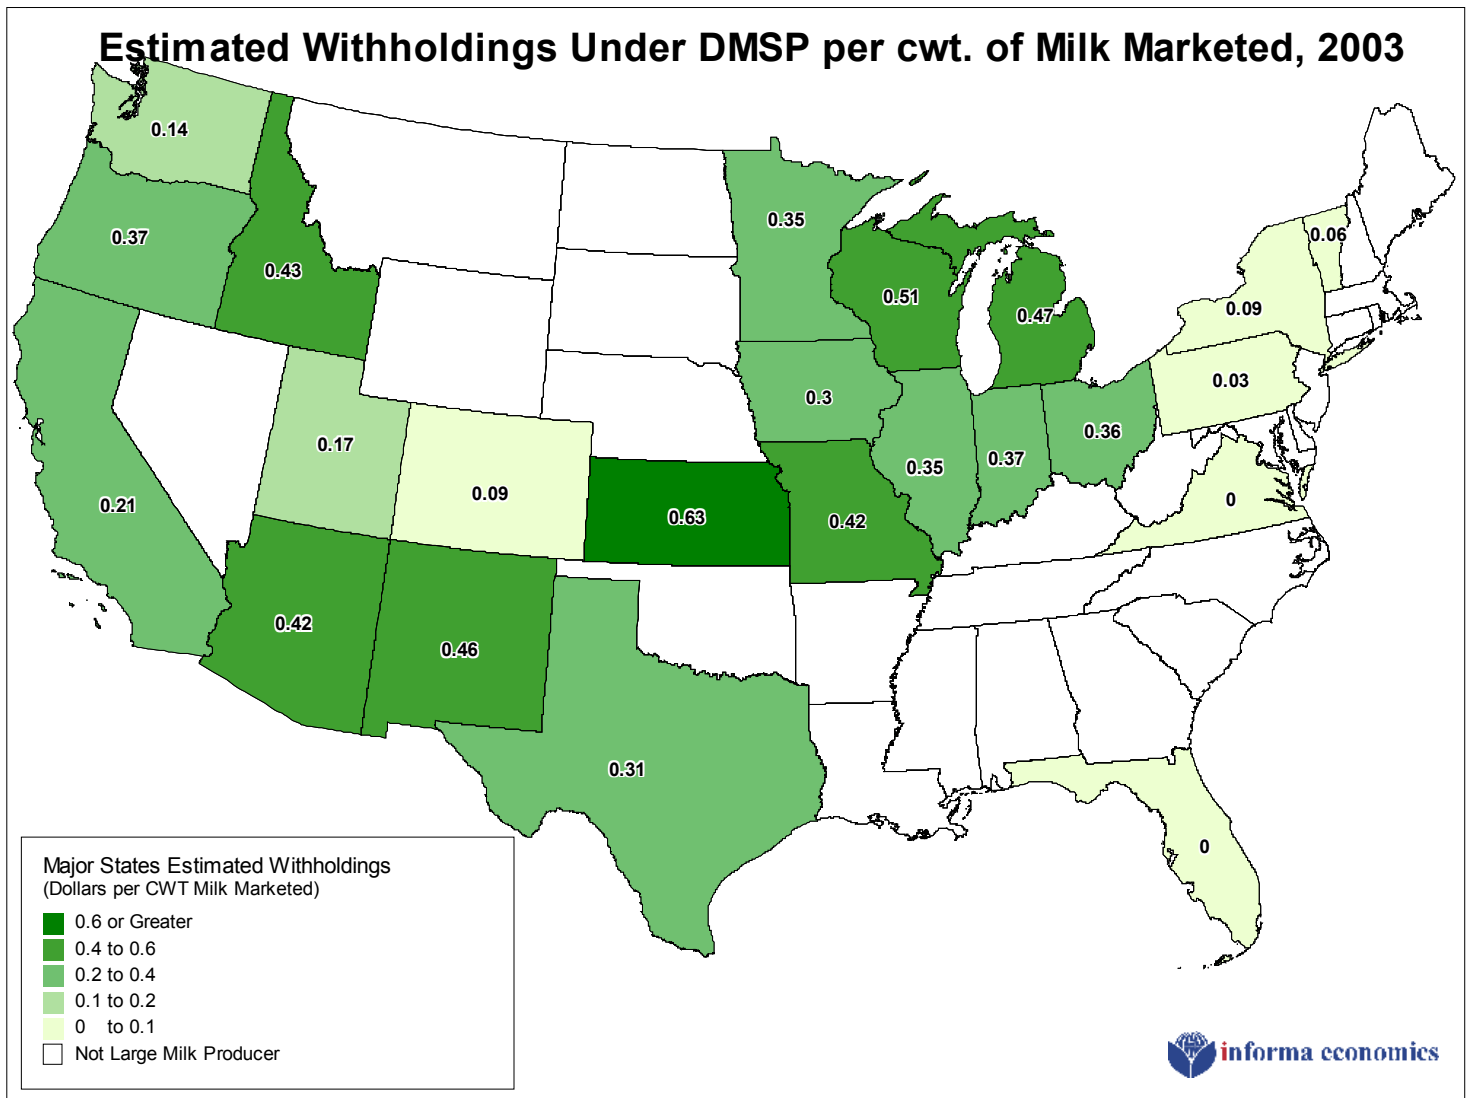 Estimated Withholdings Under DMSP per cwt. of Milk Marketed, 2003
0.14
0.37
0.43
0.35
0.51
0.47
0.06
0.09
0.03
0.3
0.36
0.37
0.35
0.17
0.09
0.21
0.63
0.42
0
0.42
0.46
0.31
0
Major States Estimated Withholdings
(Dollars per CWT Milk Marketed)
0.6 or Greater
0.4 to 0.6
0.2 to 0.4
0.1 to 0.2
0 to 0.1
Not Large Milk Producer
informa economics